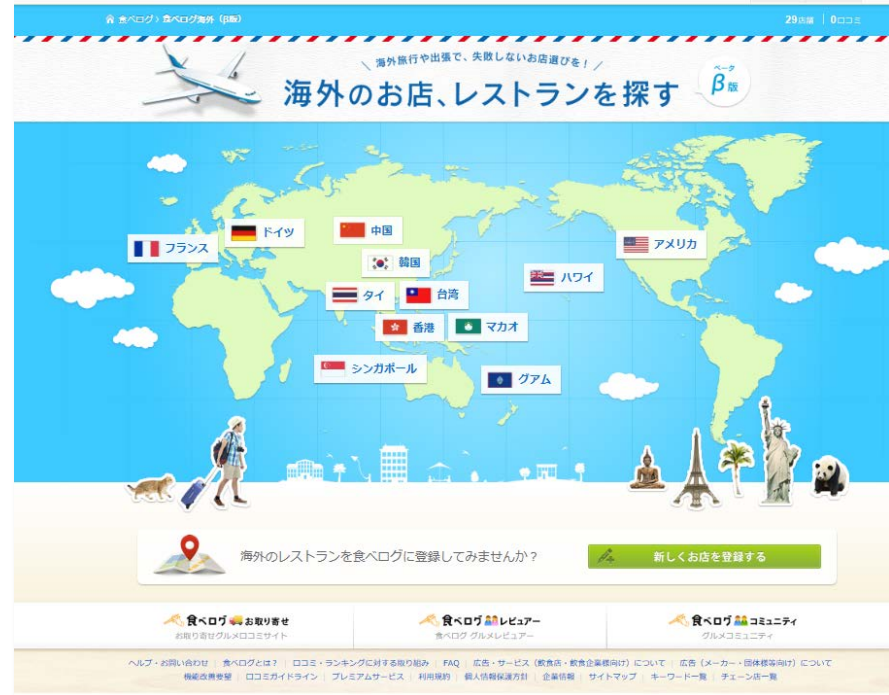 食べログ 〉 食べログ海外（β版）
29店舗 | 0口コミ
海外旅行や出張で、失敗しないお店選びを！
海外のお店、レストランを探す
ベータ
β版
ドイツ
フランス
中国
アメリカ
韓国
ハワイ
タイ
台湾
香港
マカオ
シンガポール
グアム
海外のレストランを食べログに登録してみませんか？
新しくお店を登録する
食べログ お取り寄せ
お取り寄せグルメ口コミサイト
食べログ レビュアー
食べログ グルメレビュアー
食べログ コミュニティ
グルメコミュニティ
ヘルプ・お問い合わせ | 食べログとは？ | 口コミ・ランキングに対する取り組み | FAQ | 広告・サービス（飲食店・飲食企業様向け）について | 広告（メーカー・団体様等向け）について
機能改善要望 | 口コミガイドライン | プレミアムサービス | 利用規約 | 個人情報保護方針 | 企業情報 | サイトマップ | キーワード一覧 | チェーン店一覧